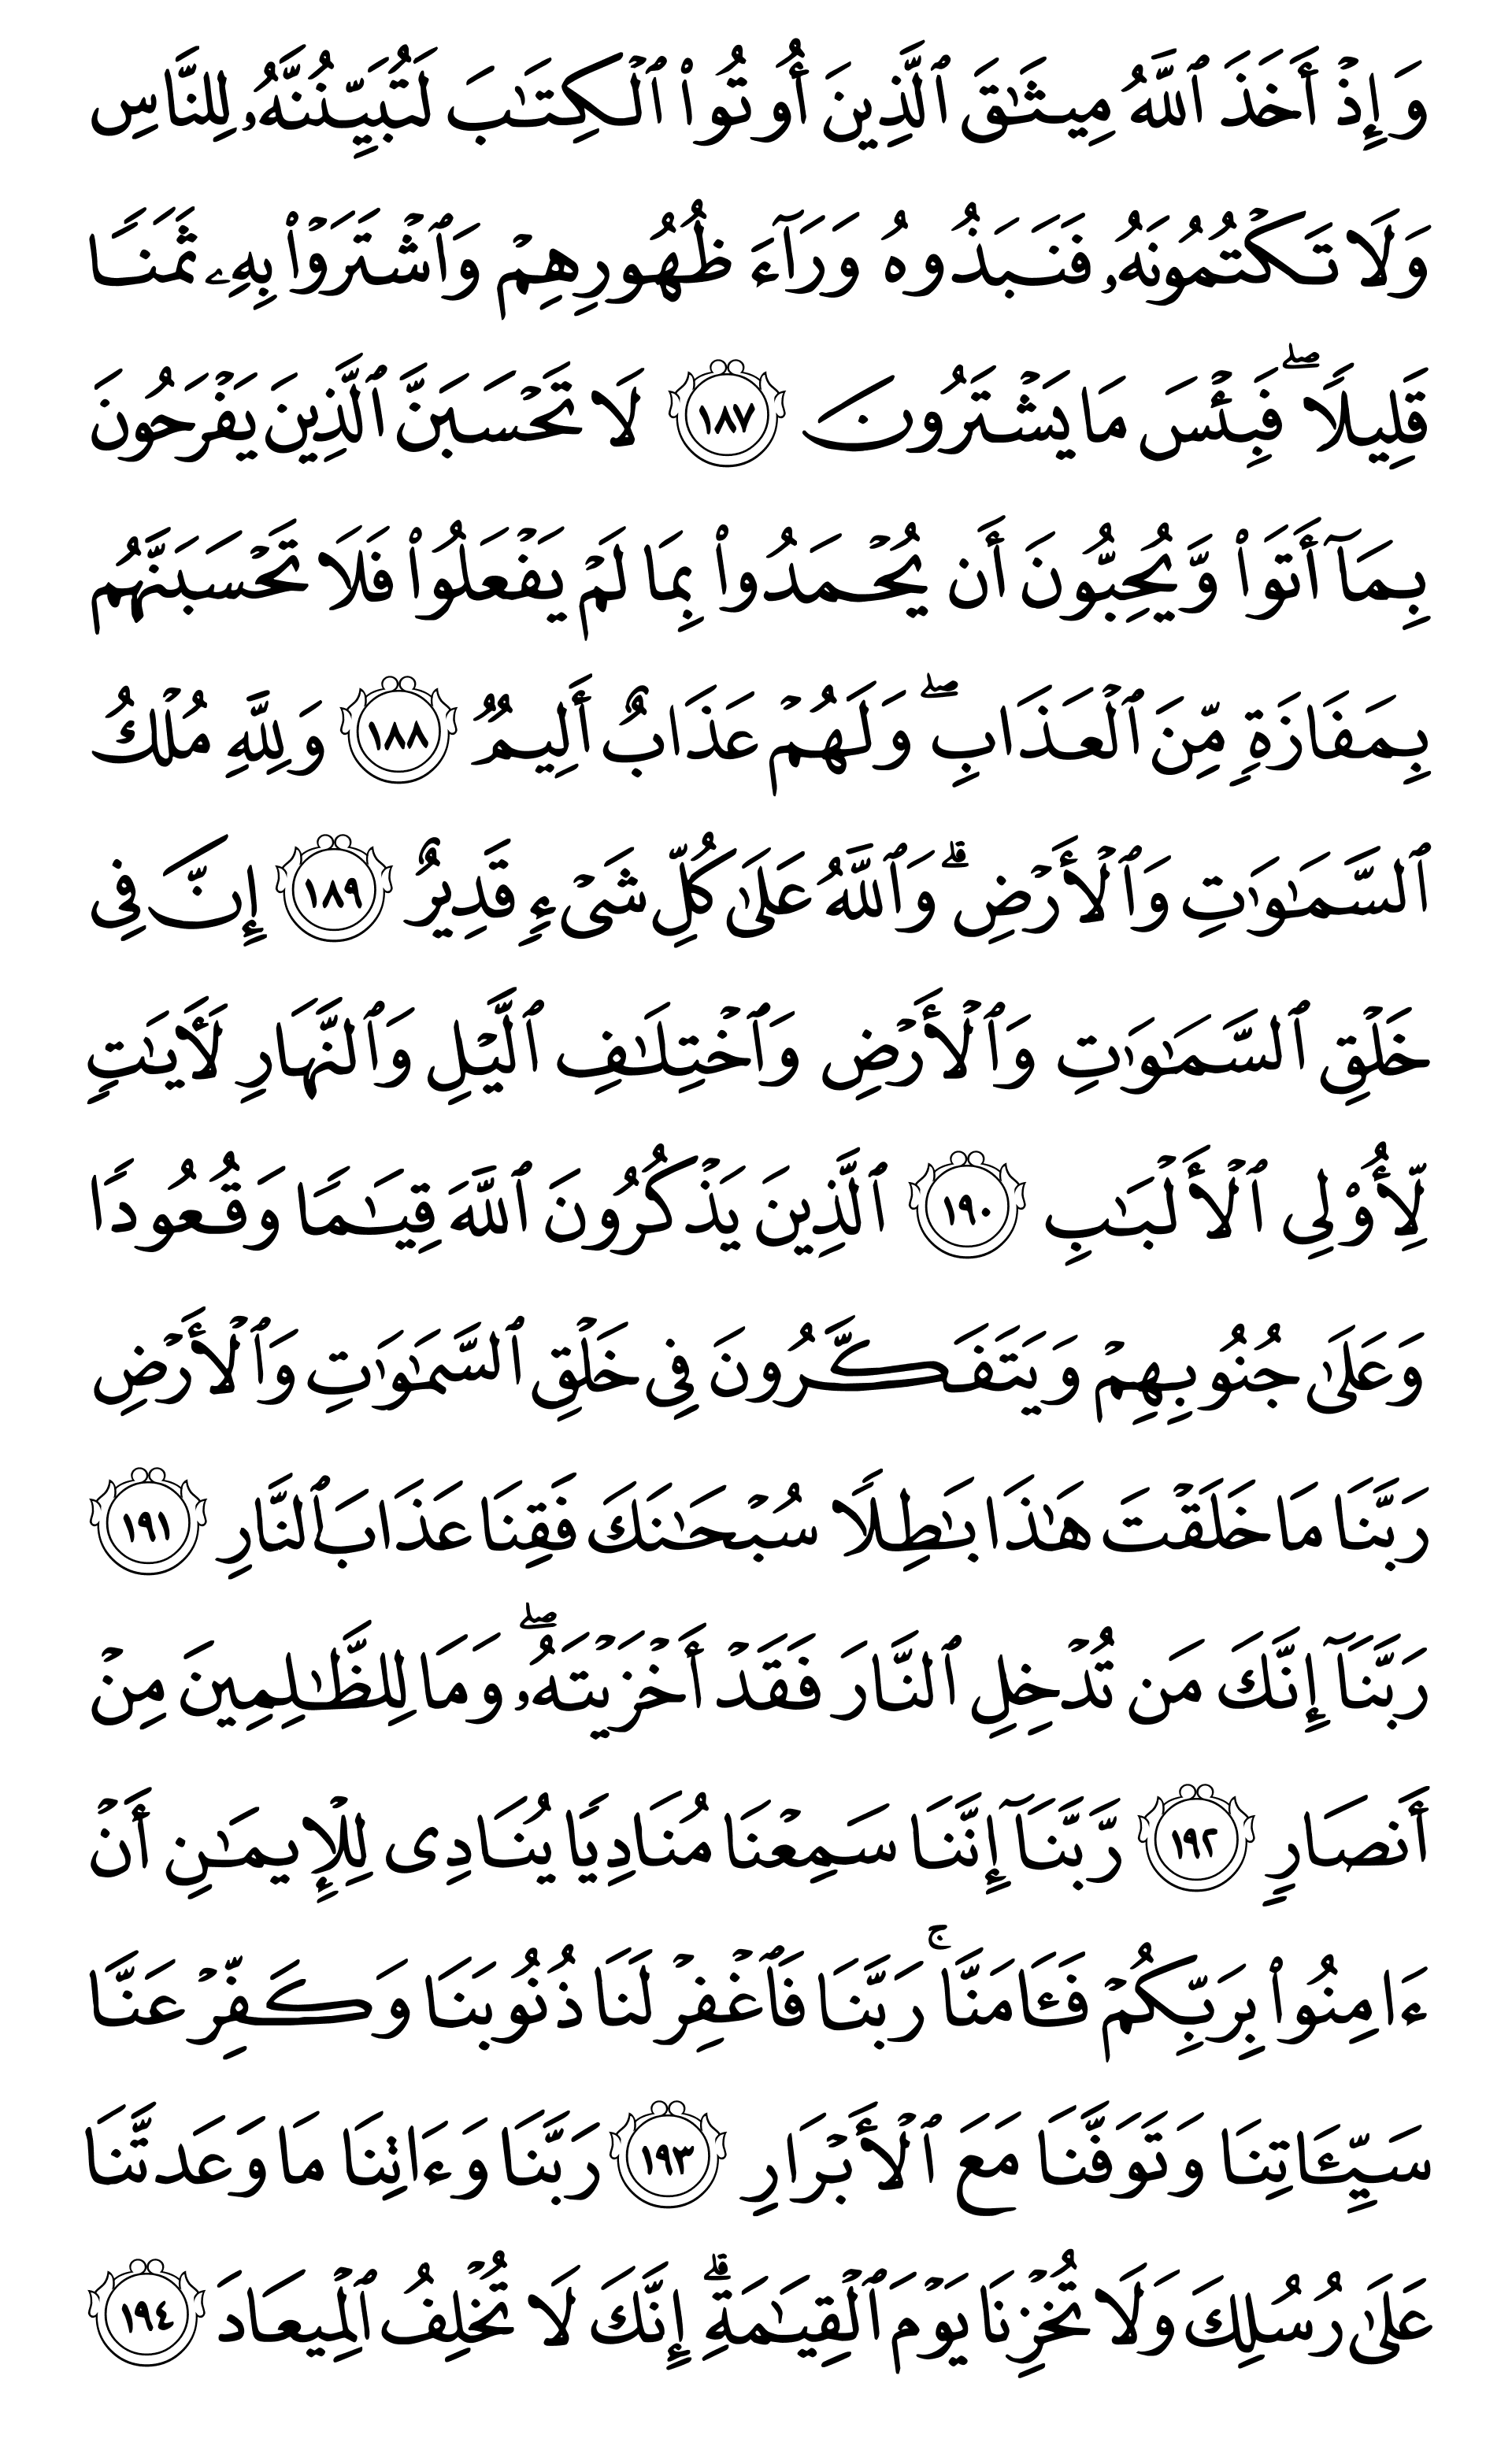 وَإِذْ أَخَذَ ٱللَّهُ مِيثَٰقَ ٱلَّذِينَ أُوتُوا۟ ٱلْكِتَٰبَ لَتُبَيِّنُنَّهُۥ لِلنَّاسِ
وَلَا تَكْتُمُونَهُۥ فَنَبَذُوهُ وَرَآءَ ظُهُورِهِمْ وَٱشْتَرَوْا۟ بِهِۦ ثَمَنًا
قَلِيلًا ۖ فَبِئْسَ مَا يَشْتَرُونَ ١٨٧ لَا تَحْسَبَنَّ ٱلَّذِينَ يَفْرَحُونَ
بِمَآ أَتَوا۟ وَّيُحِبُّونَ أَن يُحْمَدُوا۟ بِمَا لَمْ يَفْعَلُوا۟ فَلَا تَحْسَبَنَّهُم
بِمَفَازَةٍ مِّنَ ٱلْعَذَابِ ۖ وَلَهُمْ عَذَابٌ أَلِيمٌ ١٨٨ وَلِلَّهِ مُلْكُ
ٱلسَّمَٰوَٰتِ وَٱلْأَرْضِ ۗ وَٱللَّهُ عَلَىٰ كُلِّ شَىْءٍ قَدِيرٌ ١٨٩ إِنَّ فِى
خَلْقِ ٱلسَّمَٰوَٰتِ وَٱلْأَرْضِ وَٱخْتِلَٰفِ ٱلَّيْلِ وَٱلنَّهَارِ لَـَٔايَٰتٍ
لِّأُو۟لِى ٱلْأَلْبَٰبِ ١٩٠ ٱلَّذِينَ يَذْكُرُونَ ٱللَّهَ قِيَٰمًا وَقُعُودًا
وَعَلَىٰ جُنُوبِهِمْ وَيَتَفَكَّرُونَ فِى خَلْقِ ٱلسَّمَٰوَٰتِ وَٱلْأَرْضِ
رَبَّنَا مَا خَلَقْتَ هَٰذَا بَٰطِلًا سُبْحَٰنَكَ فَقِنَا عَذَابَ ٱلنَّارِ ١٩١
رَبَّنَآ إِنَّكَ مَن تُدْخِلِ ٱلنَّارَ فَقَدْ أَخْزَيْتَهُۥ ۖ وَمَا لِلظَّٰلِمِينَ مِنْ
أَنصَارٍ ١٩٢ رَّبَّنَآ إِنَّنَا سَمِعْنَا مُنَادِيًا يُنَادِى لِلْإِيمَٰنِ أَنْ
ءَامِنُوا۟ بِرَبِّكُمْ فَـَٔامَنَّا ۚ رَبَّنَا فَٱغْفِرْ لَنَا ذُنُوبَنَا وَكَفِّرْ عَنَّا
سَيِّـَٔاتِنَا وَتَوَفَّنَا مَعَ ٱلْأَبْرَارِ ١٩٣ رَبَّنَا وَءَاتِنَا مَا وَعَدتَّنَا
عَلَىٰ رُسُلِكَ وَلَا تُخْزِنَا يَوْمَ ٱلْقِيَٰمَةِ ۗ إِنَّكَ لَا تُخْلِفُ ٱلْمِيعَادَ ١٩٤